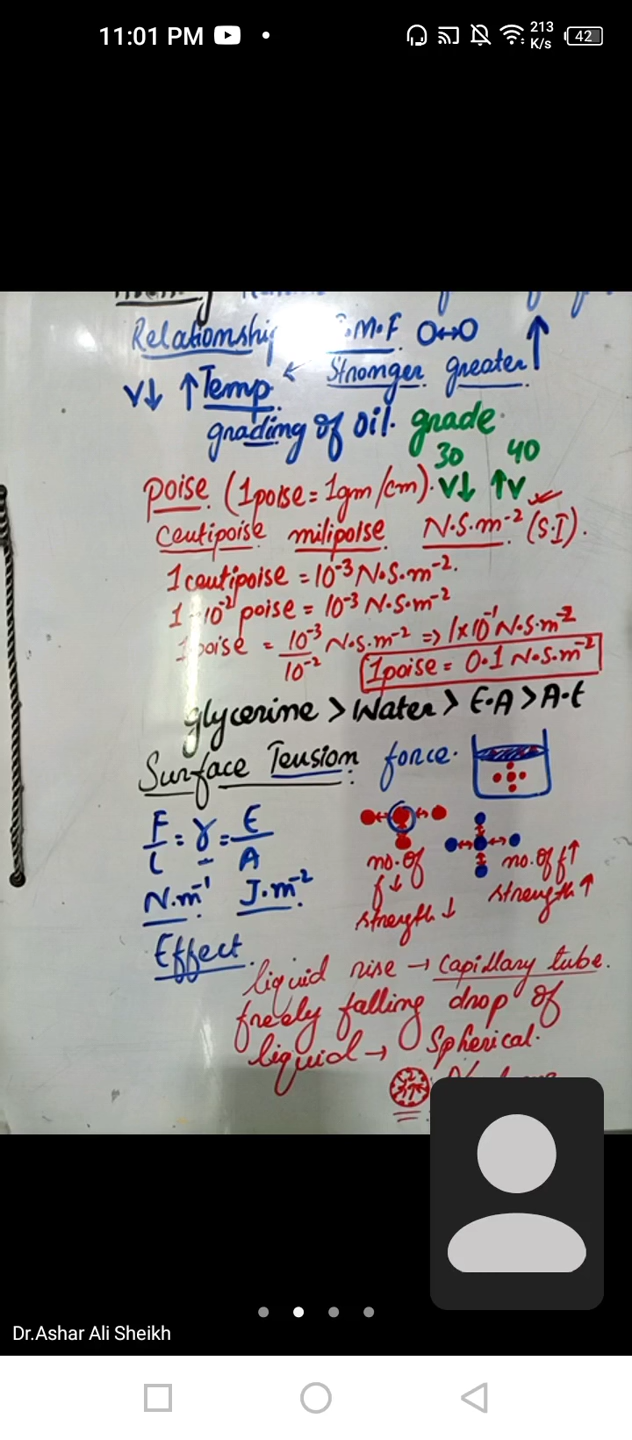 11:01 PM
213 K/s
42
Relationship .M.F O↔O ↑
V↓ ↑Temp ← Stronger greater
grading of oil. grade
30 40
poise (1poise = 1gm/cm). V↓ ↑V
Centipoise milipoise N.S.m⁻² (S.I).
1 centipoise = 10⁻³ N.S.m⁻².
1 10⁻² poise = 10⁻³ N.S.m⁻²
1 poise = 10⁻³/10⁻² N.S.m⁻² => 1x10⁻¹ N.S.m⁻²
1poise = 0.1 N.S.m⁻²
glycerine > Water > E.A > A.E
Surface Tension force.
F/L = γ = E/A
no. of f↓ strength ↓
no. of f↑ strength ↑
N.m⁻¹ J.m⁻²
Effect.
liquid rise → capillary tube.
freely falling drop of
liquid → Spherical.
Dr.Ashar Ali Sheikh